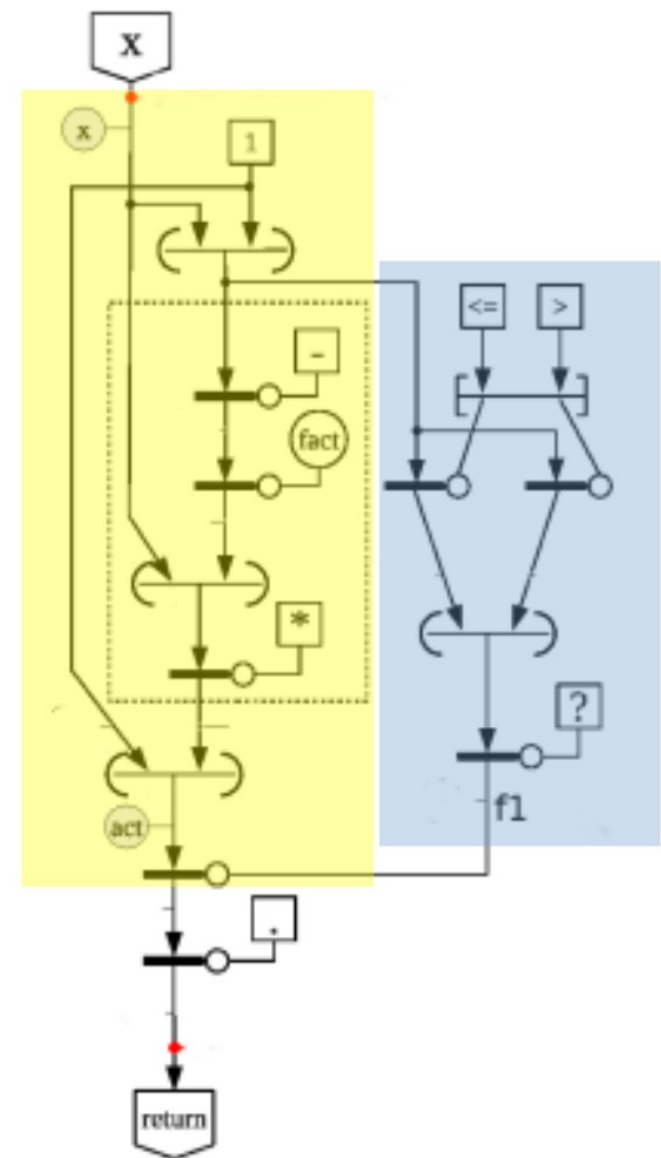 X
x
1
<= >
-
fact
*
?
f1
act
.
return